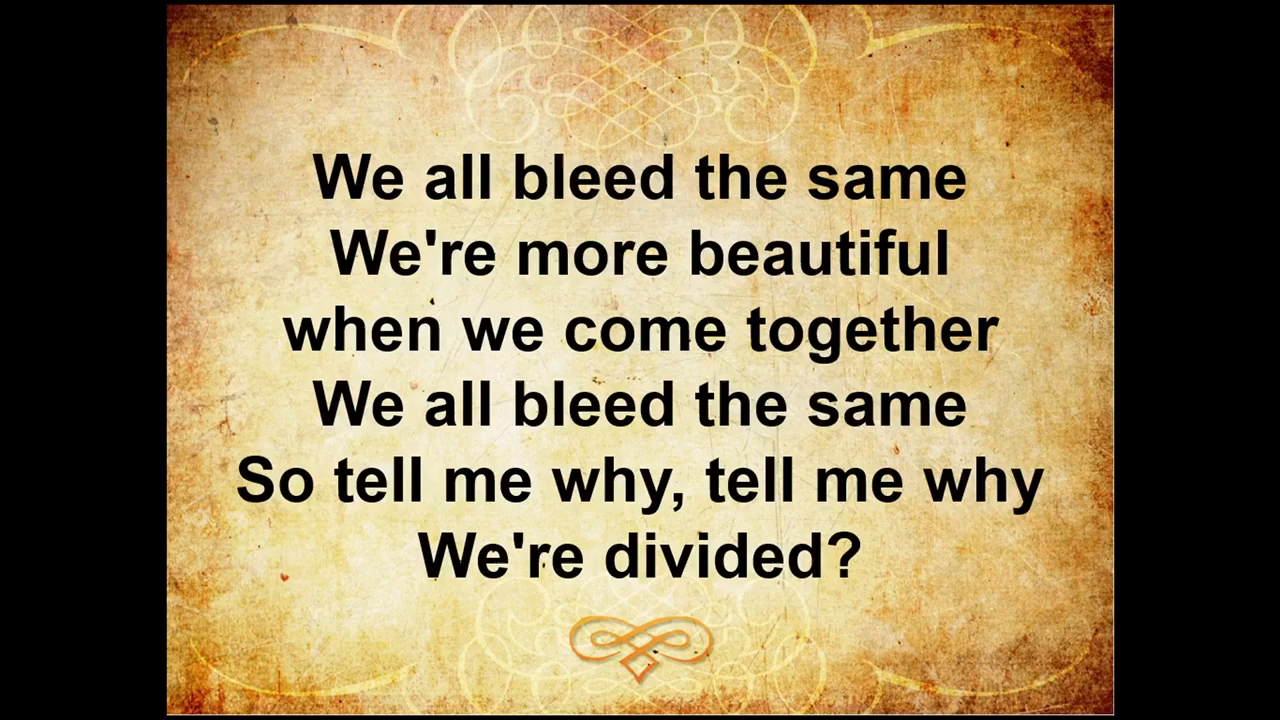 We all bleed the same
We're more beautiful
when we come together
We all bleed the same
So tell me why, tell me why
We're divided?